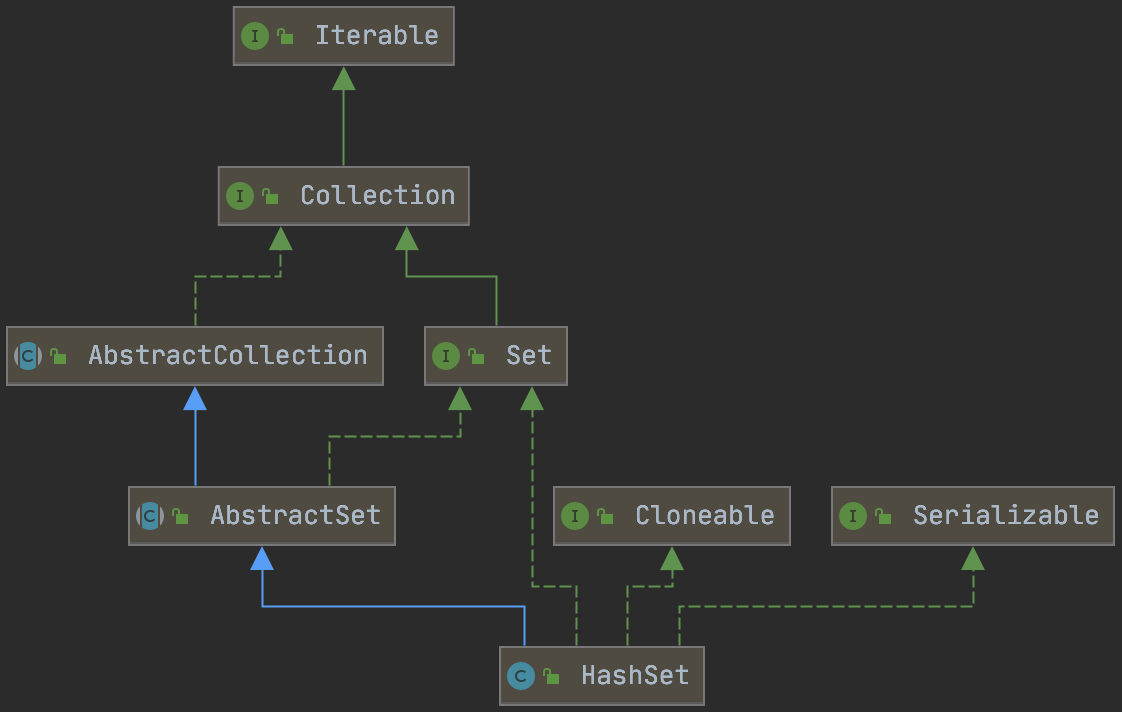 I Iterable
I Collection
C AbstractCollection
I Set
C AbstractSet
I Cloneable
I Serializable
C HashSet